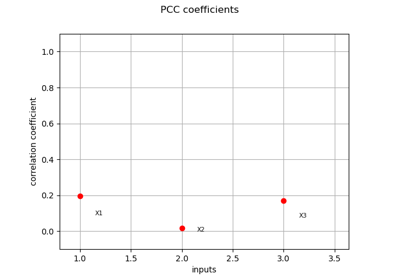 PCC coefficients
correlation coefficient
1.0
0.8
0.6
0.4
0.2
0.0
X1
X2
X3
1.0 1.5 2.0 2.5 3.0 3.5
inputs